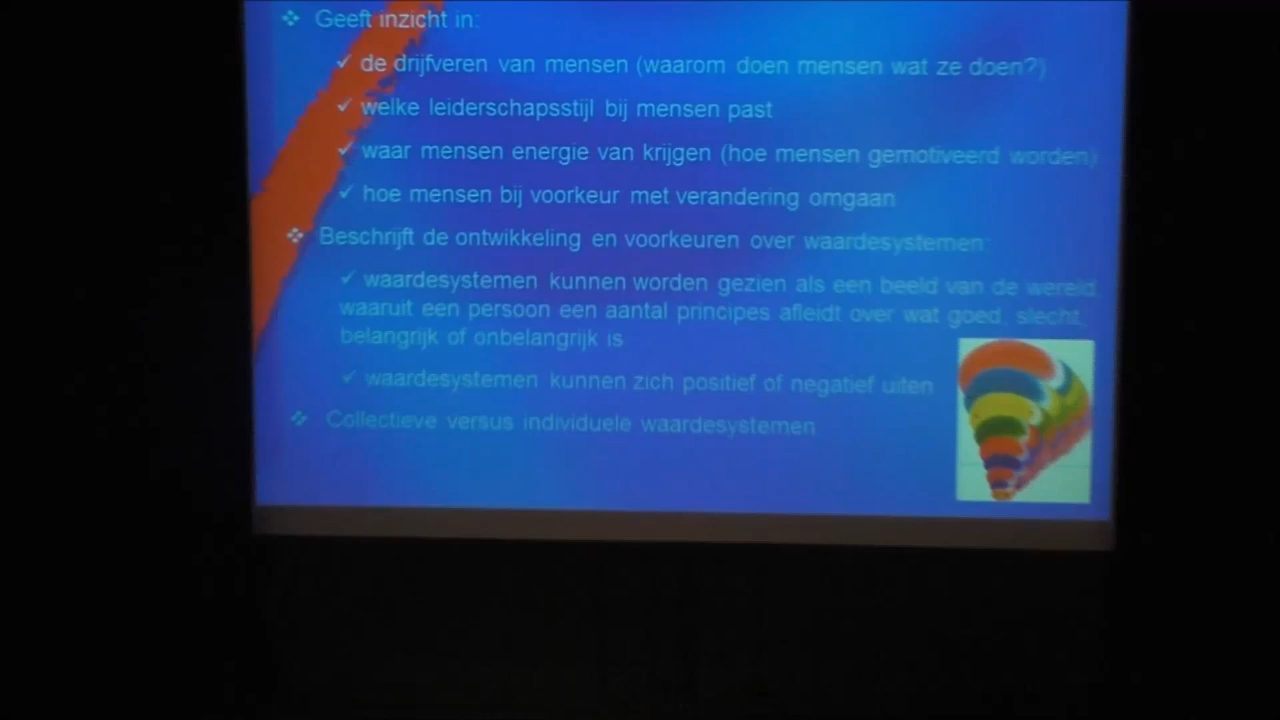 ❖ Geeft inzicht in:
✓ de drijfveren van mensen (waarom doen mensen wat ze doen?)
✓ welke leiderschapsstijl bij mensen past
✓ waar mensen energie van krijgen (hoe mensen gemotiveerd worden)
✓ hoe mensen bij voorkeur met verandering omgaan
❖ Beschrijft de ontwikkeling en voorkeuren over waardesystemen:
✓ waardesystemen kunnen worden gezien als een beeld van de wereld,
waaruit een persoon een aantal principes afleidt over wat goed, slecht,
belangrijk of onbelangrijk is
✓ waardesystemen kunnen zich positief of negatief uiten
❖ Collectieve versus individuele waardesystemen